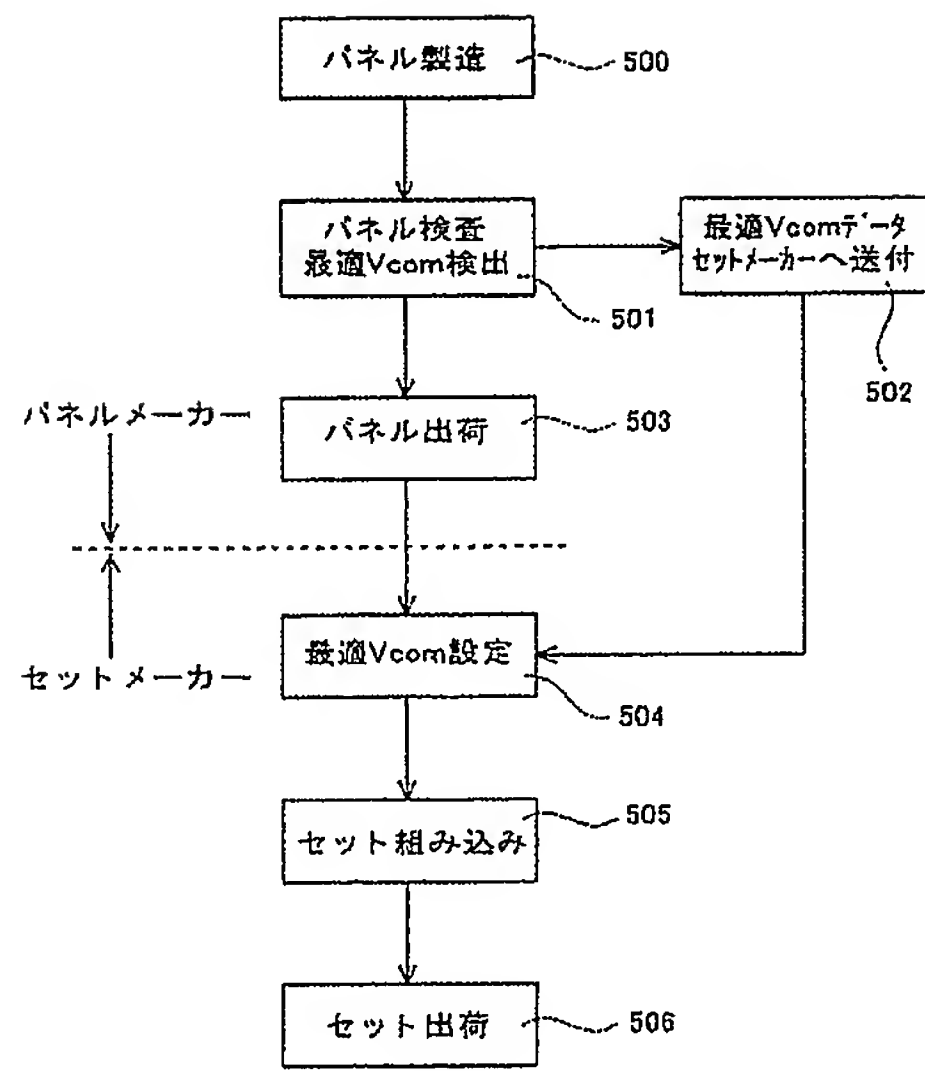 パネル製造
500
パネル検査
最適Vcom検出
501
最適Vcomデータ
セットメーカーへ送付
502
パネルメーカー
パネル出荷
503
セットメーカー
最適Vcom設定
504
セット組み込み
505
セット出荷
506